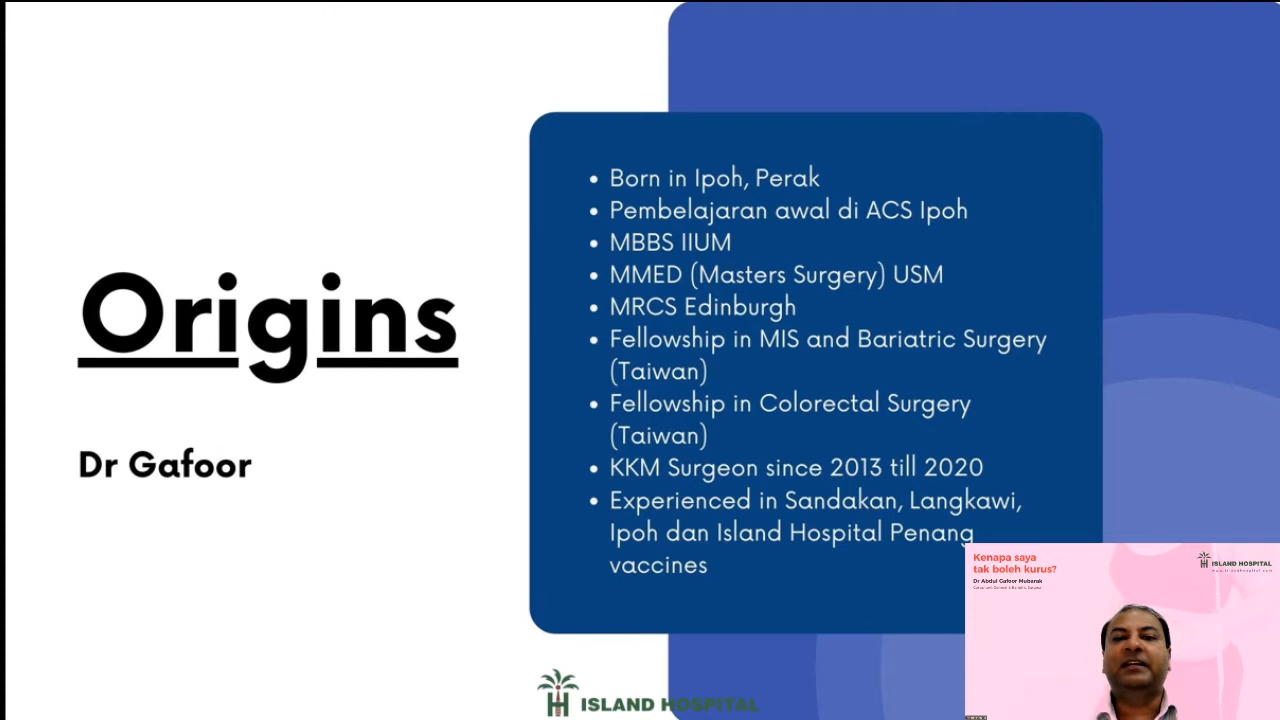 Origins
Dr Gafoor
Born in Ipoh, Perak
Pembelajaran awal di ACS Ipoh
MBBS IIUM
MMED (Masters Surgery) USM
MRCS Edinburgh
Fellowship in MIS and Bariatric Surgery
(Taiwan)
Fellowship in Colorectal Surgery
(Taiwan)
KKM Surgeon since 2013 till 2020
Experienced in Sandakan, Langkawi,
Ipoh dan Island Hospital Penang
vaccines
ISLAND HOSPITAL
Kenapa saya
tak boleh kurus?
Dr Abdul Gafoor Mubarak
ISLAND HOSPITAL